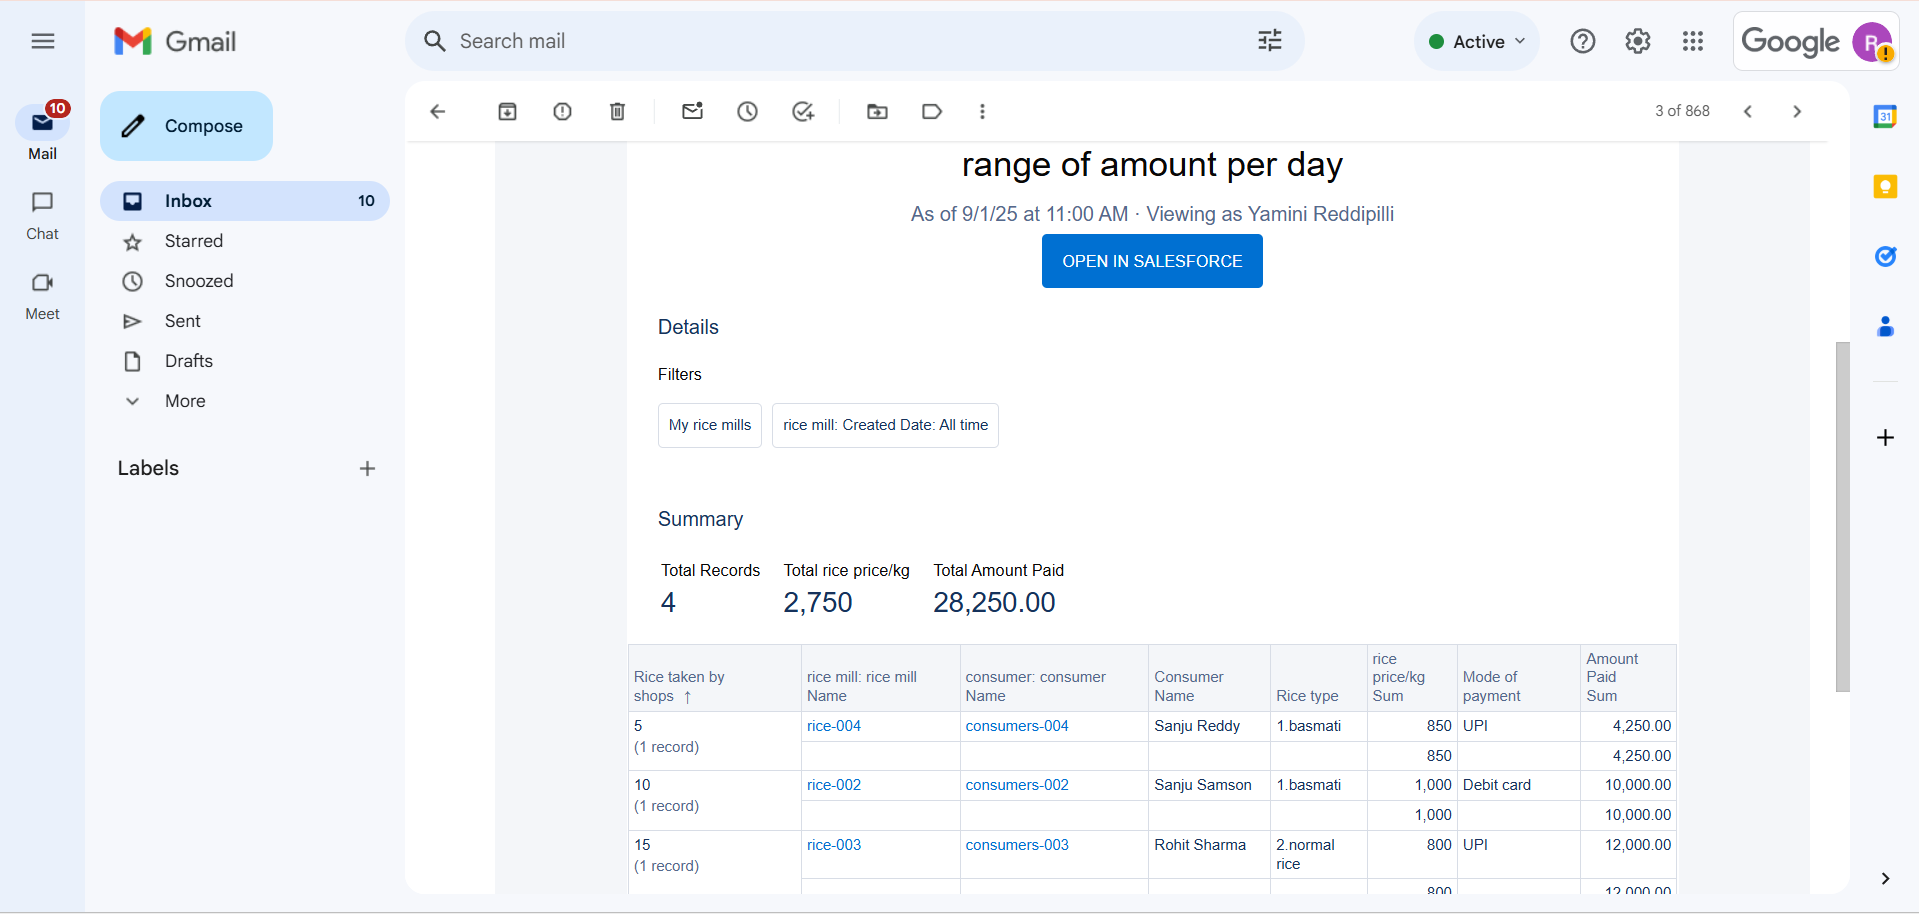 Gmail
Search mail
Active
Google
R
10
Mail
Chat
Meet
Compose
Inbox 10
Starred
Snoozed
Sent
Drafts
More
Labels
3 of 868
31
range of amount per day
As of 9/1/25 at 11:00 AM · Viewing as Yamini Reddipilli
OPEN IN SALESFORCE
Details
Filters
My rice mills rice mill: Created Date: All time
Summary
Total Records Total rice price/kg Total Amount Paid
4 2,750 28,250.00
Rice taken by shops ↑ rice mill: rice mill Name consumer: consumer Name Consumer Name Rice type rice price/kg Sum Mode of payment Amount Paid Sum
5 rice-004 consumers-004 Sanju Reddy 1.basmati 850 UPI 4,250.00
(1 record) 850 4,250.00
10 rice-002 consumers-002 Sanju Samson 1.basmati 1,000 Debit card 10,000.00
(1 record) 1,000 10,000.00
15 rice-003 consumers-003 Rohit Sharma 2.normal rice 800 UPI 12,000.00
(1 record) 800 12,000.00